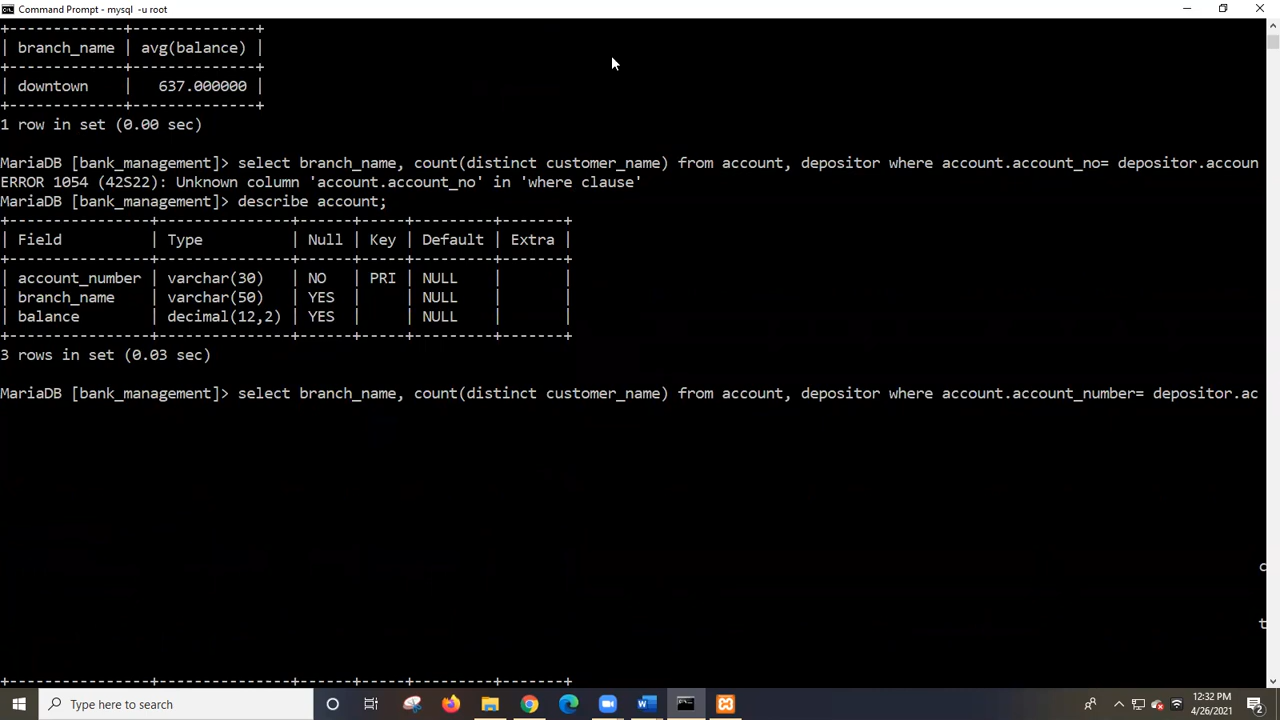 Command Prompt - mysql -u root
+-------------+--------------+
| branch_name | avg(balance) |
+-------------+--------------+
| downtown    |   637.000000 |
+-------------+--------------+
1 row in set (0.00 sec)
MariaDB [bank_management]> select branch_name, count(distinct customer_name) from account, depositor where account.account_no= depositor.accoun
ERROR 1054 (42S22): Unknown column 'account.account_no' in 'where clause'
MariaDB [bank_management]> describe account;
+----------------+---------------+------+-----+---------+-------+
| Field          | Type          | Null | Key | Default | Extra |
+----------------+---------------+------+-----+---------+-------+
| account_number | varchar(30)   | NO   | PRI | NULL    |       |
| branch_name    | varchar(50)   | YES  |     | NULL    |       |
| balance        | decimal(12,2) | YES  |     | NULL    |       |
+----------------+---------------+------+-----+---------+-------+
3 rows in set (0.03 sec)
MariaDB [bank_management]> select branch_name, count(distinct customer_name) from account, depositor where account.account_number= depositor.ac
+----------------+---------------+------+-----+---------+-------+
Type here to search
12:32 PM
4/26/2021
2